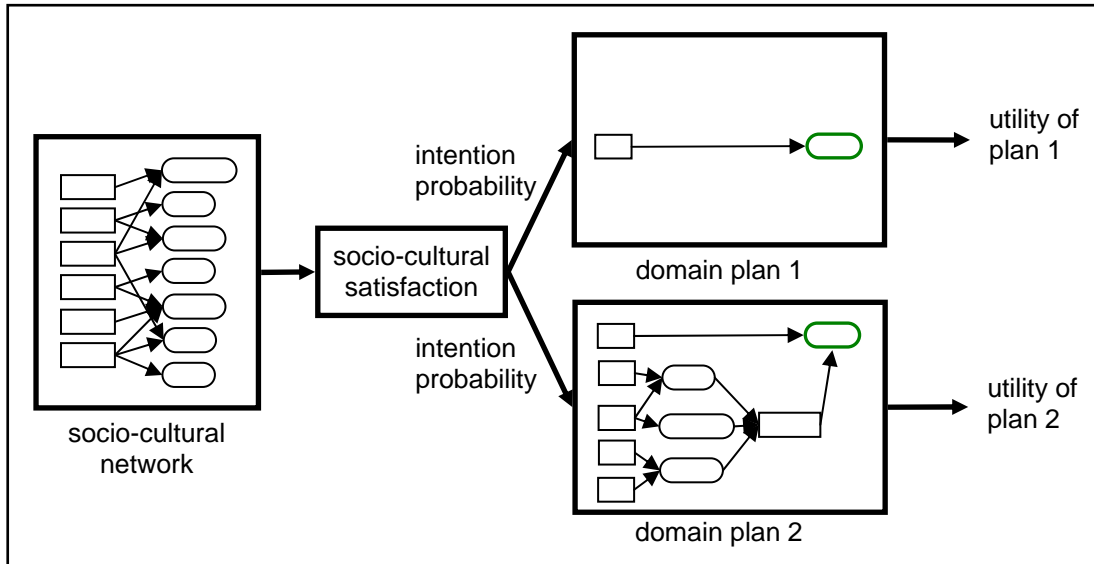 socio-cultural
network
socio-cultural
satisfaction
intention
probability
intention
probability
domain plan 1
domain plan 2
utility of
plan 1
utility of
plan 2